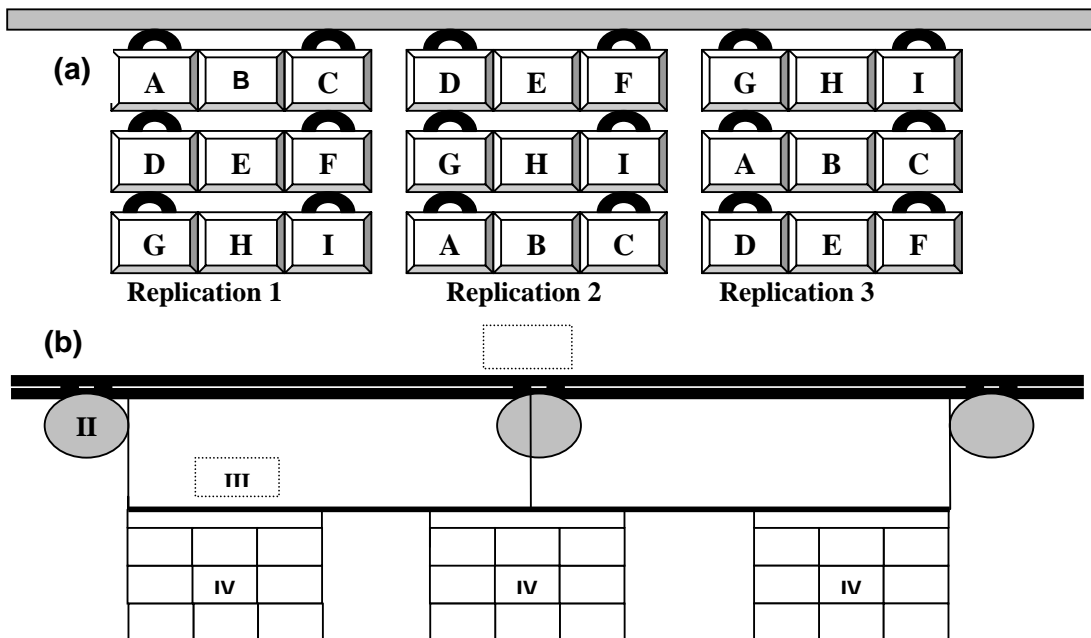 (a)
A B C D E F G H I
D E F G H I A B C
G H I A B C D E F
Replication 1 Replication 2 Replication 3
(b)
II
III
IV IV IV